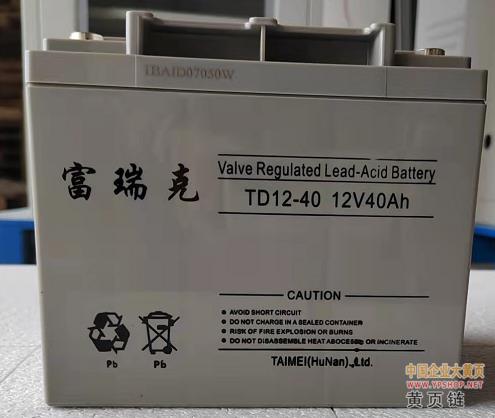 IBAID07050W
富瑞克
Valve Regulated Lead-Acid Battery
TD12-40 12V40Ah
CAUTION
● AVOID SHORT CIRCUIT
● DO NOT CHARGE IN A SEALED CONTAINER
● RISK OF FIRE EXPLOSION OR BURNS
● DO NOT DISASSEMBLE HEAT ABOCESS OR INCINERATE
Pb Pb
TAIMEI(HuNan).,Ltd.
中国企业大黄页
WWW.YPSHOP.NET
黄页链